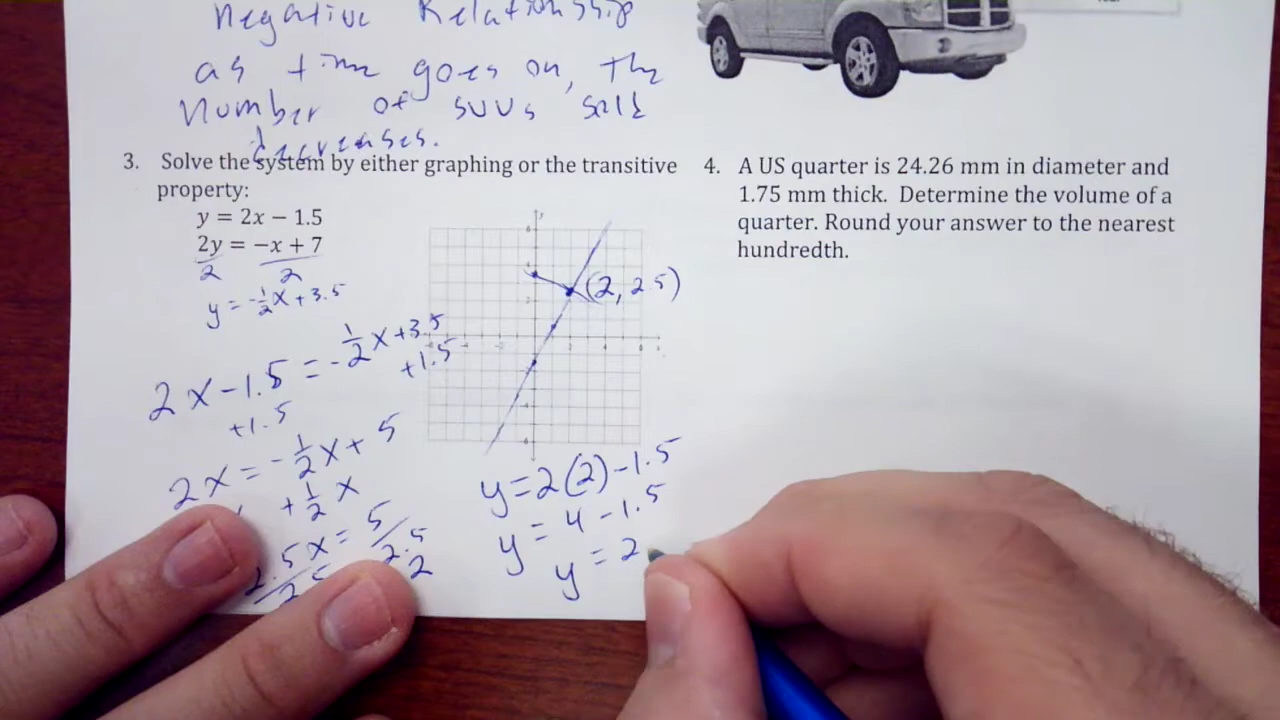 Negative Relationship
as time goes on, the
Number of SUVs sold
decreases.
3. Solve the system by either graphing or the transitive
property:
y = 2x − 1.5
2y = −x + 7
2 2
y = -1/2x + 3.5
2x - 1.5 = -1/2x + 3.5
+1.5 +1.5
2x = -1/2x + 5
+1/2x
2.5x = 5
2.5 2.5
2
(2, 2.5)
y = 2(2) - 1.5
y = 4 - 1.5
y = 2
4. A US quarter is 24.26 mm in diameter and
1.75 mm thick. Determine the volume of a
quarter. Round your answer to the nearest
hundredth.